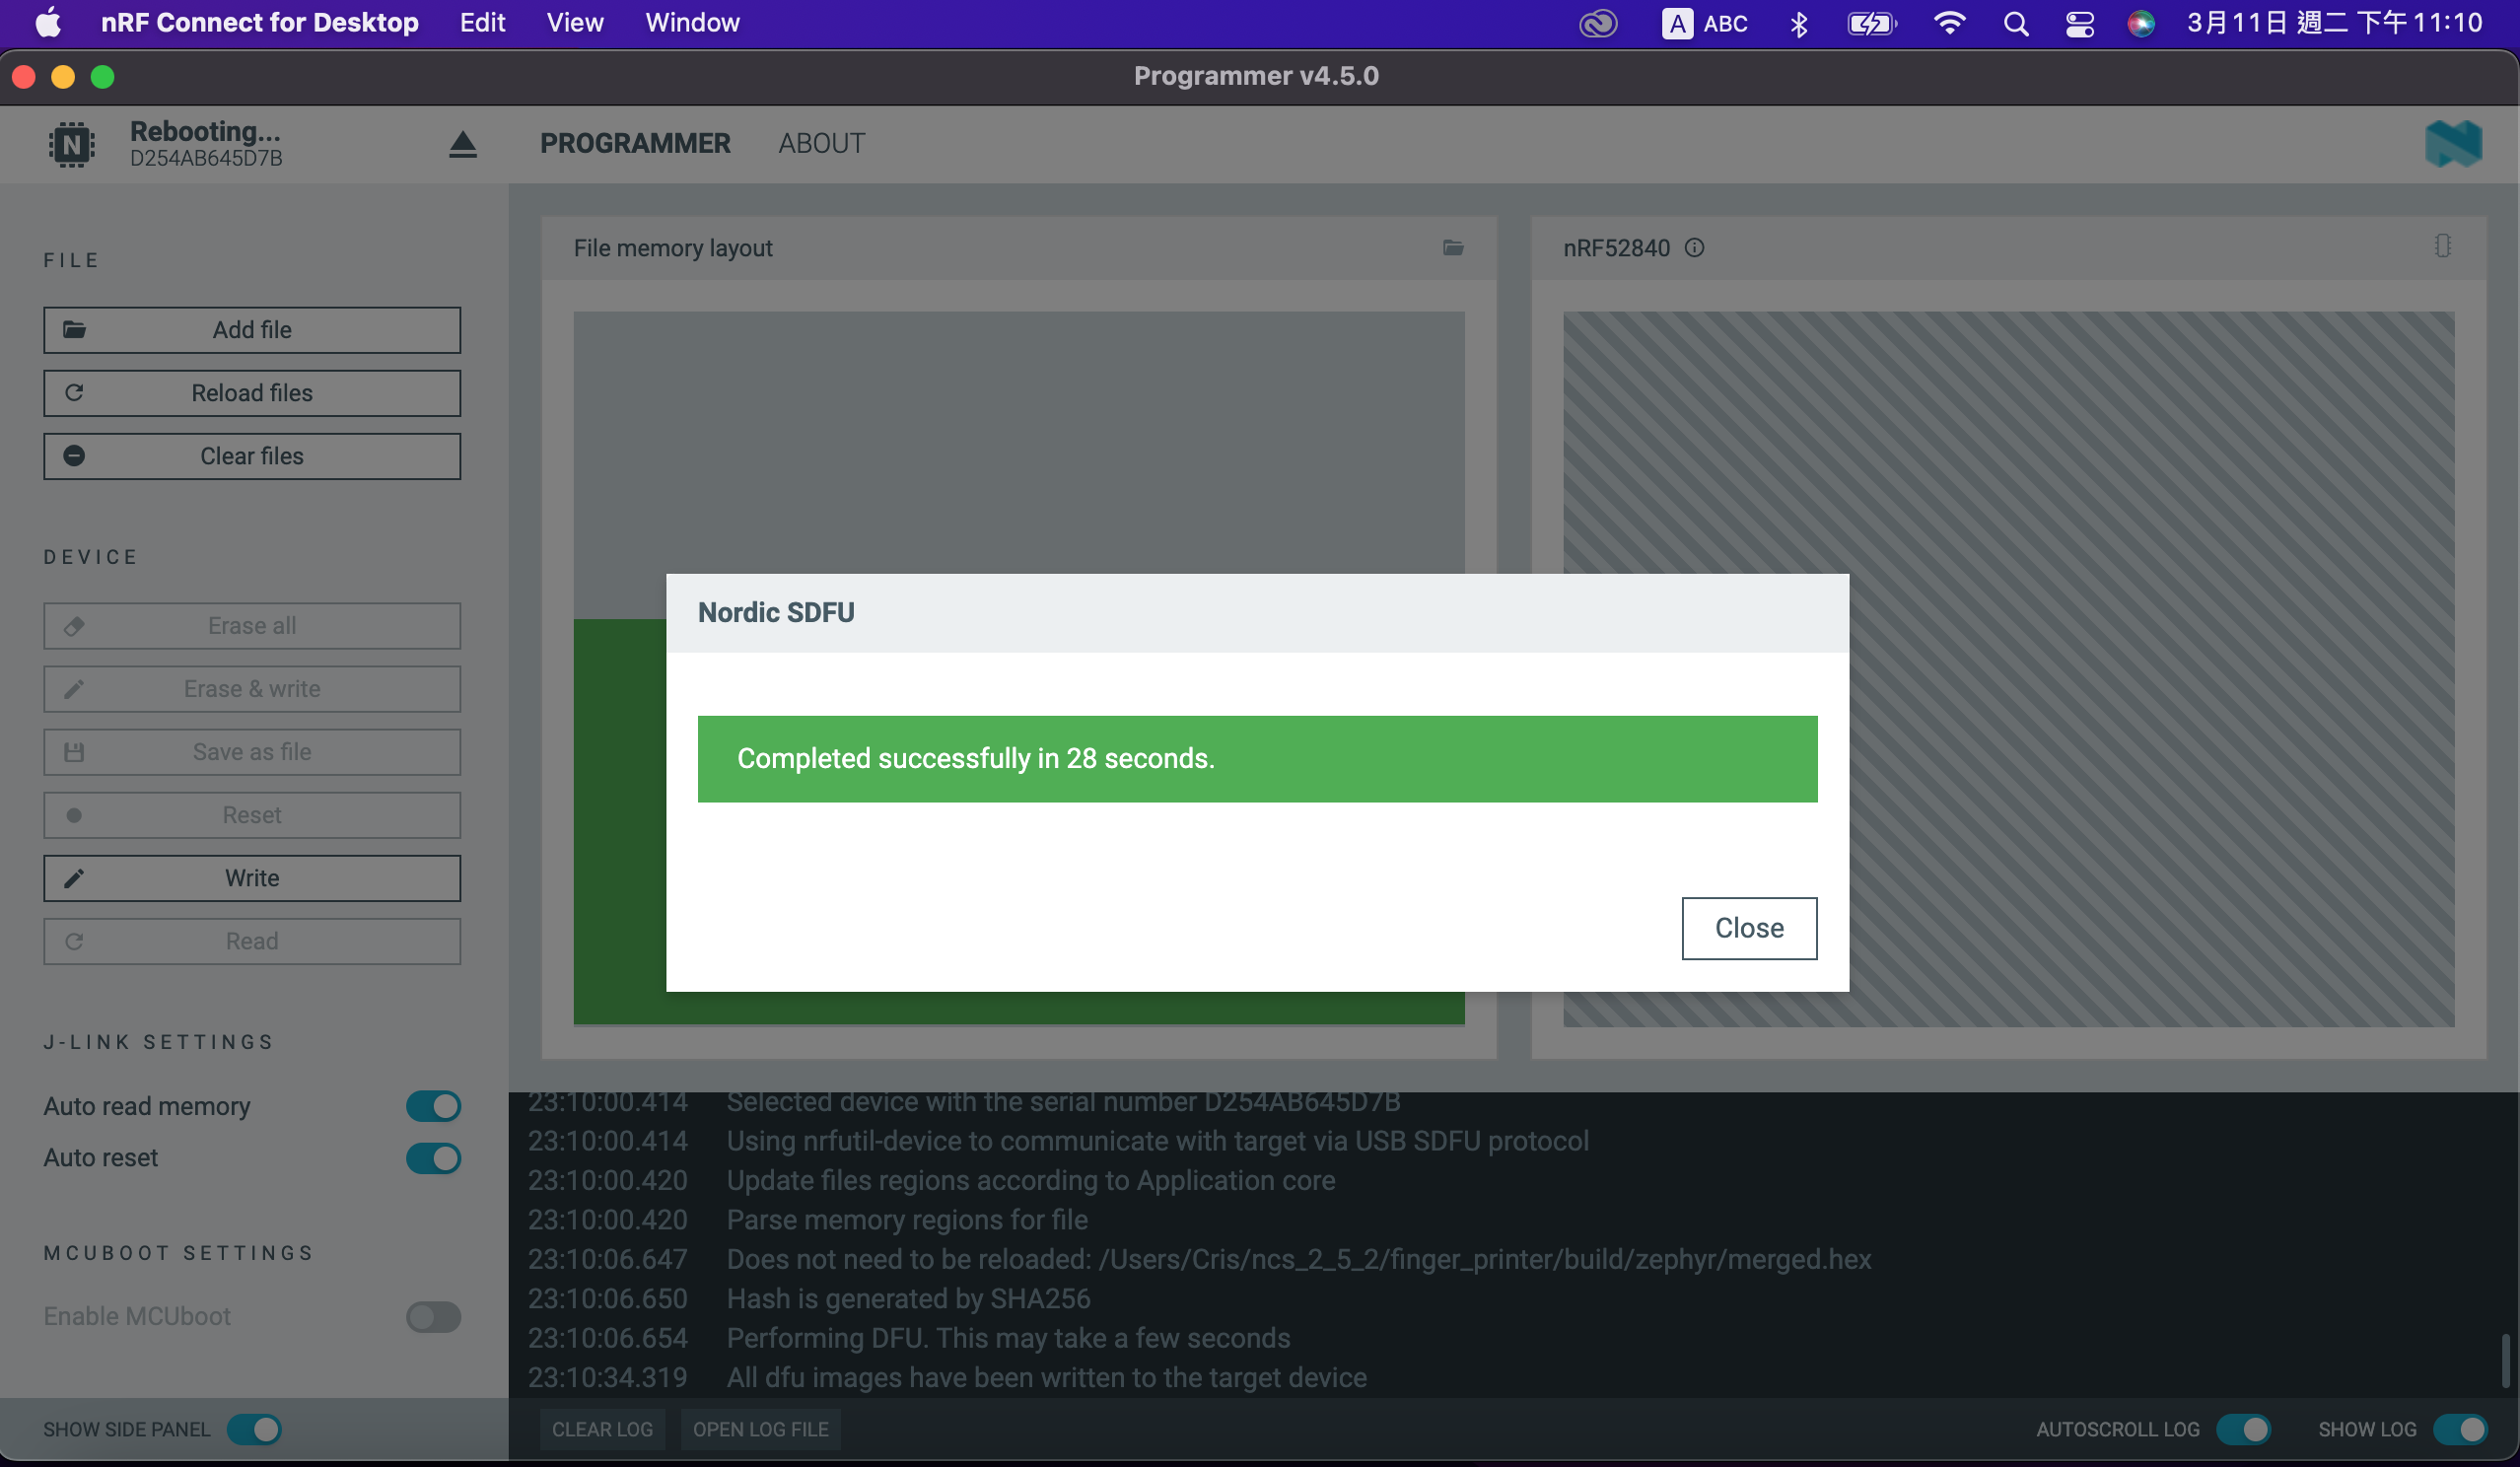 nRF Connect for Desktop Edit View Window A ABC 3月11日 週二 下午11:10
Programmer v4.5.0
N Rebooting...
D254AB645D7B
PROGRAMMER ABOUT
FILE
Add file
Reload files
Clear files
DEVICE
Erase all
Erase & write
Save as file
Reset
Write
Read
J-LINK SETTINGS
Auto read memory
Auto reset
MCUBOOT SETTINGS
Enable MCUboot
SHOW SIDE PANEL
File memory layout
nRF52840
Nordic SDFU
Completed successfully in 28 seconds.
Close
23:10:00.414 Selected device with the serial number D254AB645D7B
23:10:00.414 Using nrfutil-device to communicate with target via USB SDFU protocol
23:10:00.420 Update files regions according to Application core
23:10:00.420 Parse memory regions for file
23:10:06.647 Does not need to be reloaded: /Users/Cris/ncs_2_5_2/finger_printer/build/zephyr/merged.hex
23:10:06.650 Hash is generated by SHA256
23:10:06.654 Performing DFU. This may take a few seconds
23:10:34.319 All dfu images have been written to the target device
CLEAR LOG OPEN LOG FILE AUTOSCROLL LOG SHOW LOG